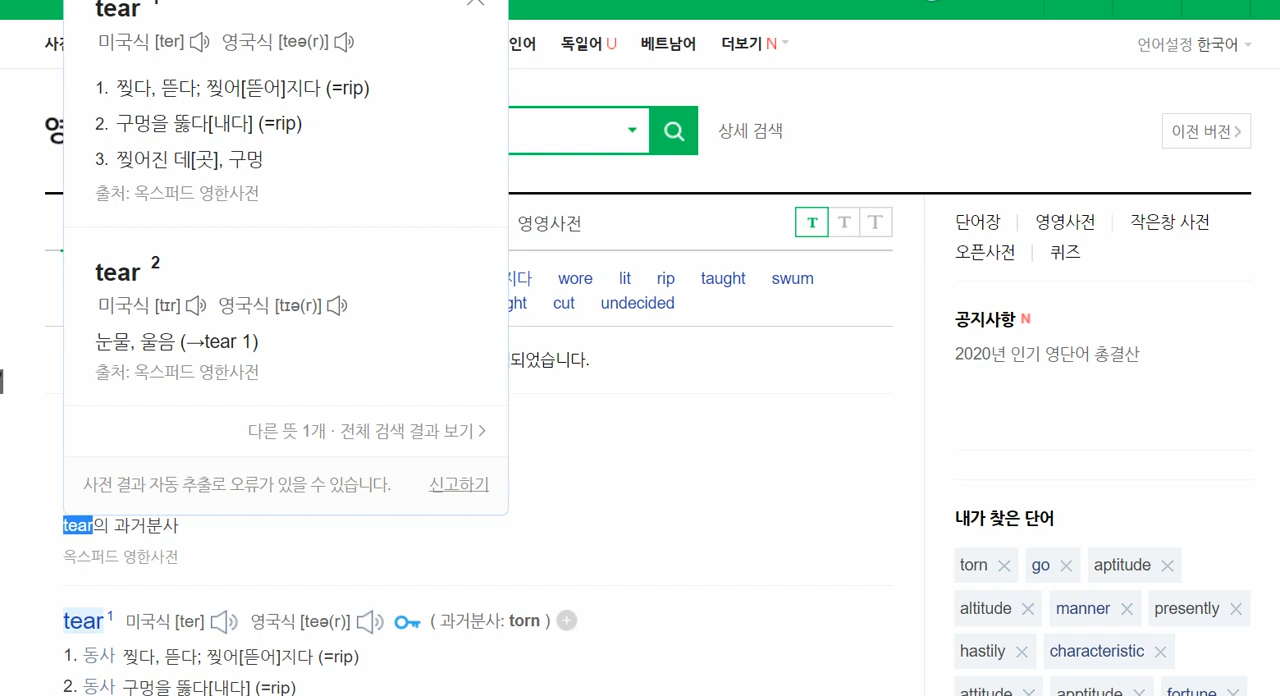 tear 1
미국식 [ter] 영국식 [teə(r)]
1. 찢다, 뜯다; 찢어[뜯어]지다 (=rip)
2. 구멍을 뚫다[내다] (=rip)
3. 찢어진 데[곳], 구멍
출처: 옥스퍼드 영한사전
tear 2
미국식 [tɪr] 영국식 [tɪə(r)]
눈물, 울음 (→tear 1)
출처: 옥스퍼드 영한사전
다른 뜻 1개 · 전체 검색 결과 보기
사전 결과 자동 추출로 오류가 있을 수 있습니다. 신고하기
인어 독일어 U 베트남어 더보기 N 언어설정 한국어
상세 검색 이전 버전
영영사전 T T T
지다 wore lit rip taught swum
ght cut undecided
되었습니다.
tear의 과거분사
옥스퍼드 영한사전
tear 1 미국식 [ter] 영국식 [teə(r)] ( 과거분사: torn )
1. 동사 찢다, 뜯다; 찢어[뜯어]지다 (=rip)
2. 동사 구멍을 뚫다[내다] (=rip)
단어장 영영사전 작은창 사전
오픈사전 퀴즈
공지사항 N
2020년 인기 영단어 총결산
내가 찾은 단어
torn go aptitude
altitude manner presently
hastily characteristic
attitude apptitude fortune